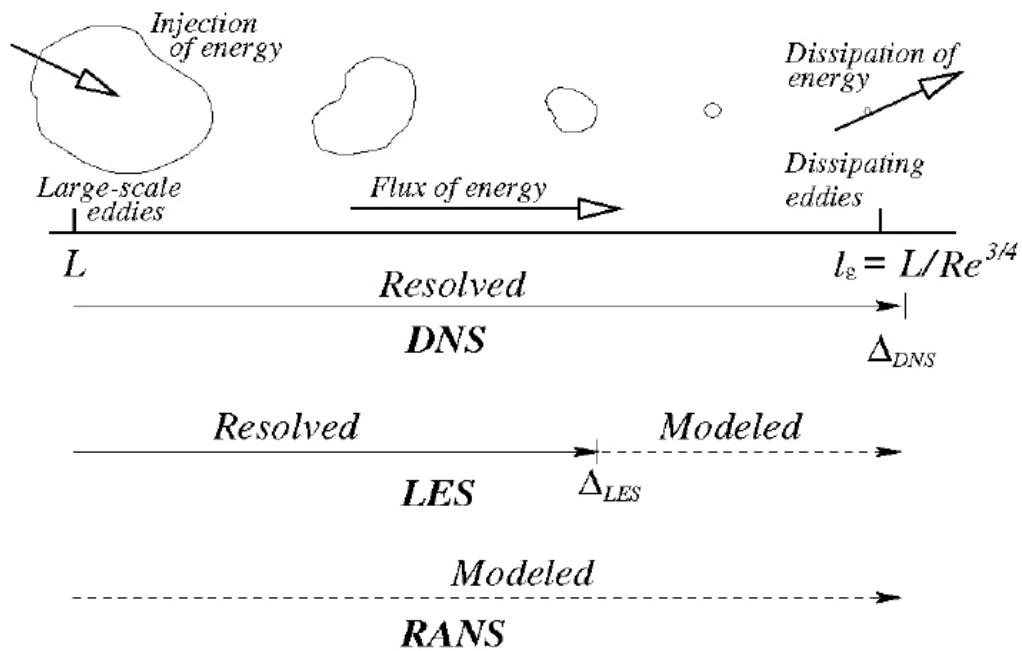 Injection
of energy
Dissipation of
energy
Large-scale
eddies
Flux of energy
Dissipating
eddies
L
lε = L/Re^3/4
Resolved
DNS
Δ_DNS
Resolved
Modeled
LES
Δ_LES
Modeled
RANS